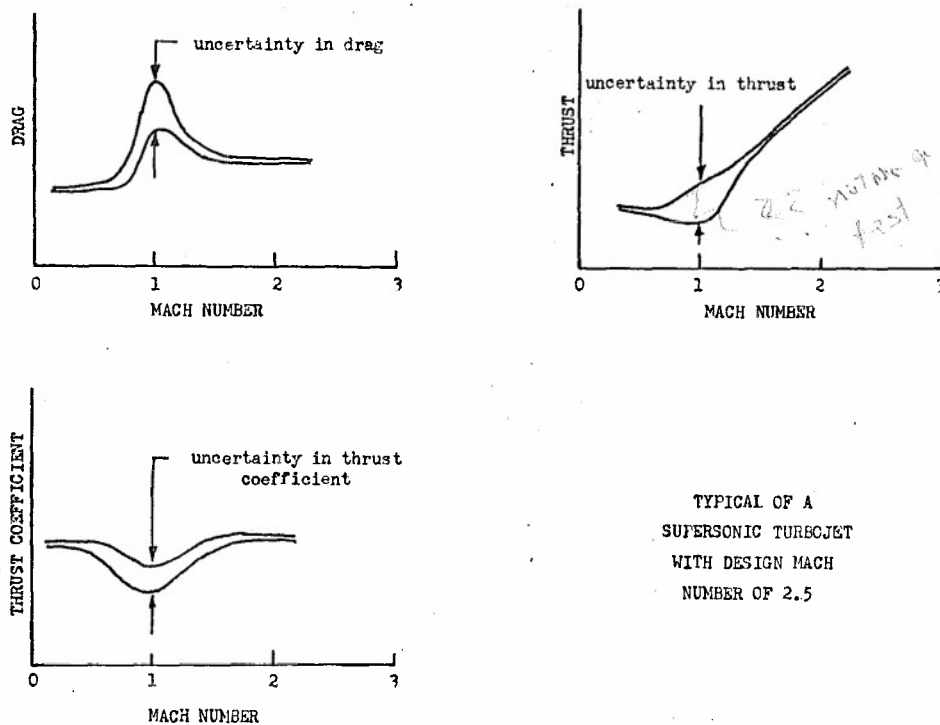 uncertainty in drag
DRAG
0 1 2 3
MACH NUMBER
uncertainty in thrust
THRUST
0 1 2 3
MACH NUMBER
uncertainty in thrust
coefficient
THRUST COEFFICIENT
0 1 2 3
MACH NUMBER
TYPICAL OF A
SUPERSONIC TURBOJET
WITH DESIGN MACH
NUMBER OF 2.5